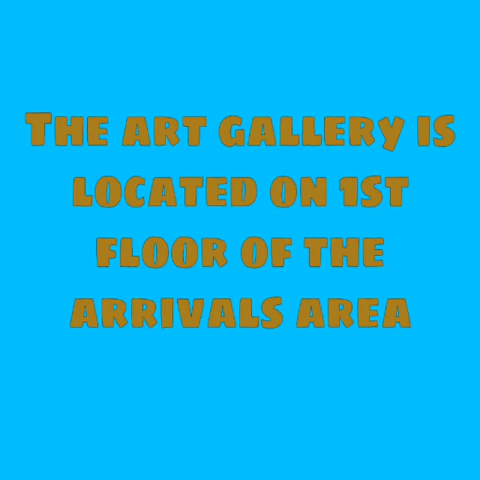 The art gallery is
located on 1st
floor of the
arrivals area